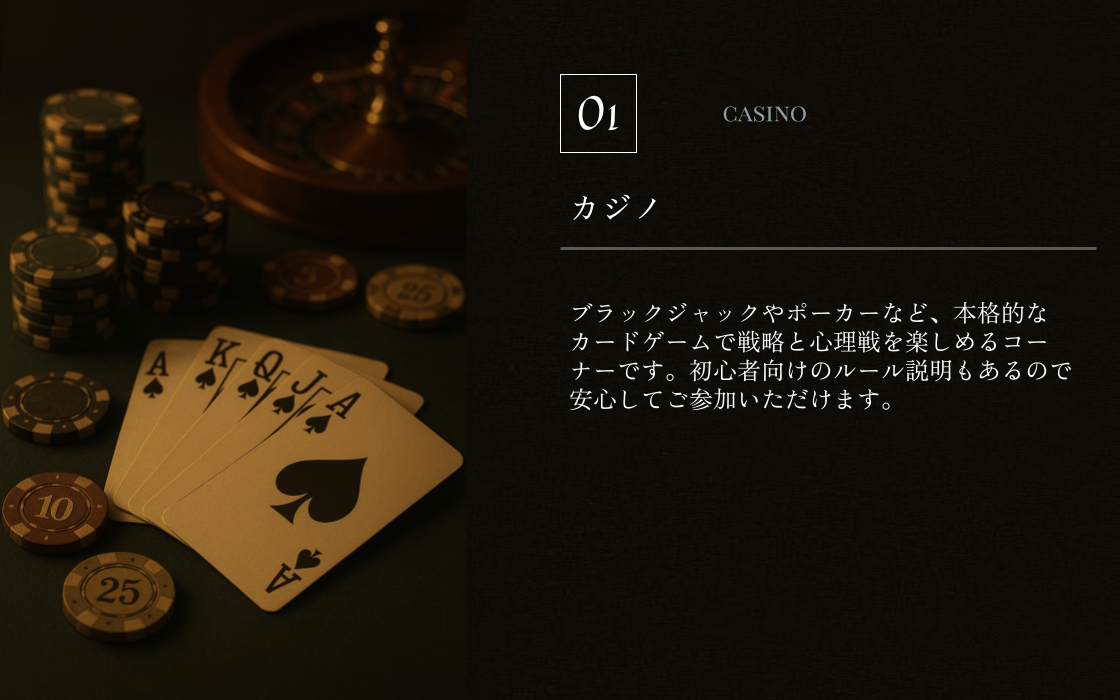 01
CASINO
カジノ
ブラックジャックやポーカーなど、本格的な
カードゲームで戦略と心理戦を楽しめるコー
ナーです。初心者向けのルール説明もあるので
安心してご参加いただけます。
5
25
A
K
Q
J
A
10
A
25